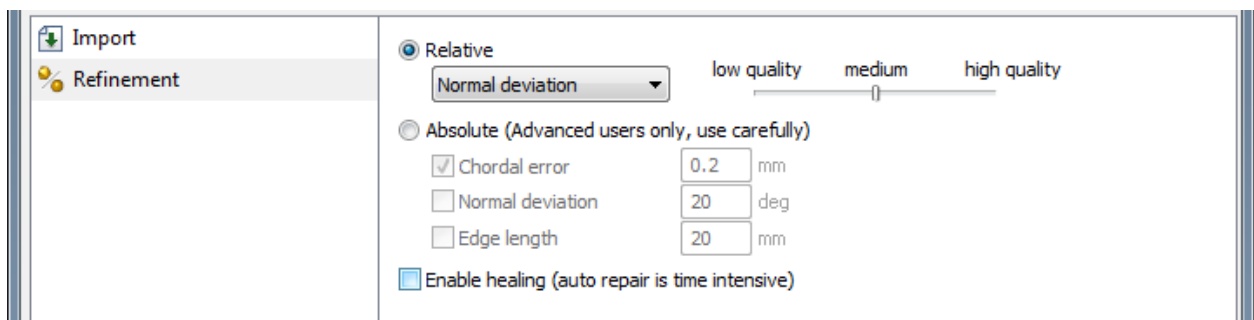 Import
Refinement
Relative
Normal deviation
low quality medium high quality
Absolute (Advanced users only, use carefully)
Chordal error 0.2 mm
Normal deviation 20 deg
Edge length 20 mm
Enable healing (auto repair is time intensive)